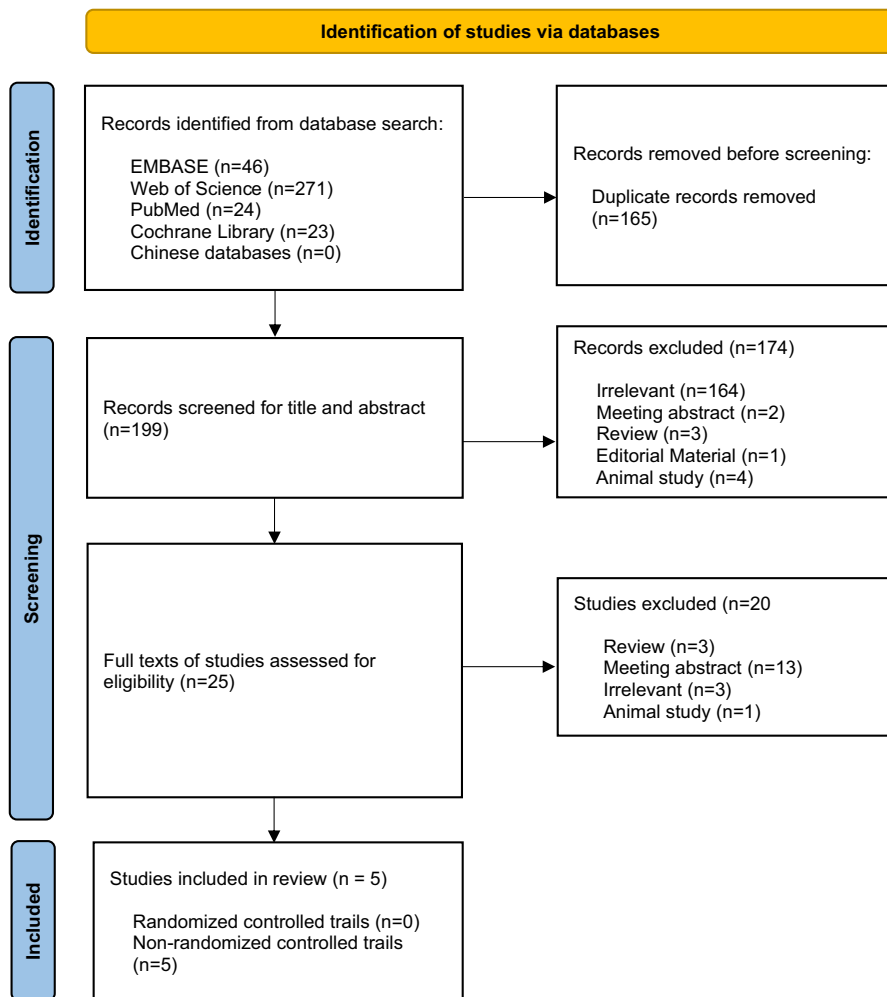 Identification of studies via databases
Identification
Records identified from database search:
EMBASE (n=46)
Web of Science (n=271)
PubMed (n=24)
Cochrane Library (n=23)
Chinese databases (n=0)
Records removed before screening:
Duplicate records removed
(n=165)
Screening
Records screened for title and abstract
(n=199)
Records excluded (n=174)
Irrelevant (n=164)
Meeting abstract (n=2)
Review (n=3)
Editorial Material (n=1)
Animal study (n=4)
Full texts of studies assessed for
eligibility (n=25)
Studies excluded (n=20
Review (n=3)
Meeting abstract (n=13)
Irrelevant (n=3)
Animal study (n=1)
Included
Studies included in review (n = 5)
Randomized controlled trails (n=0)
Non-randomized controlled trails
(n=5)